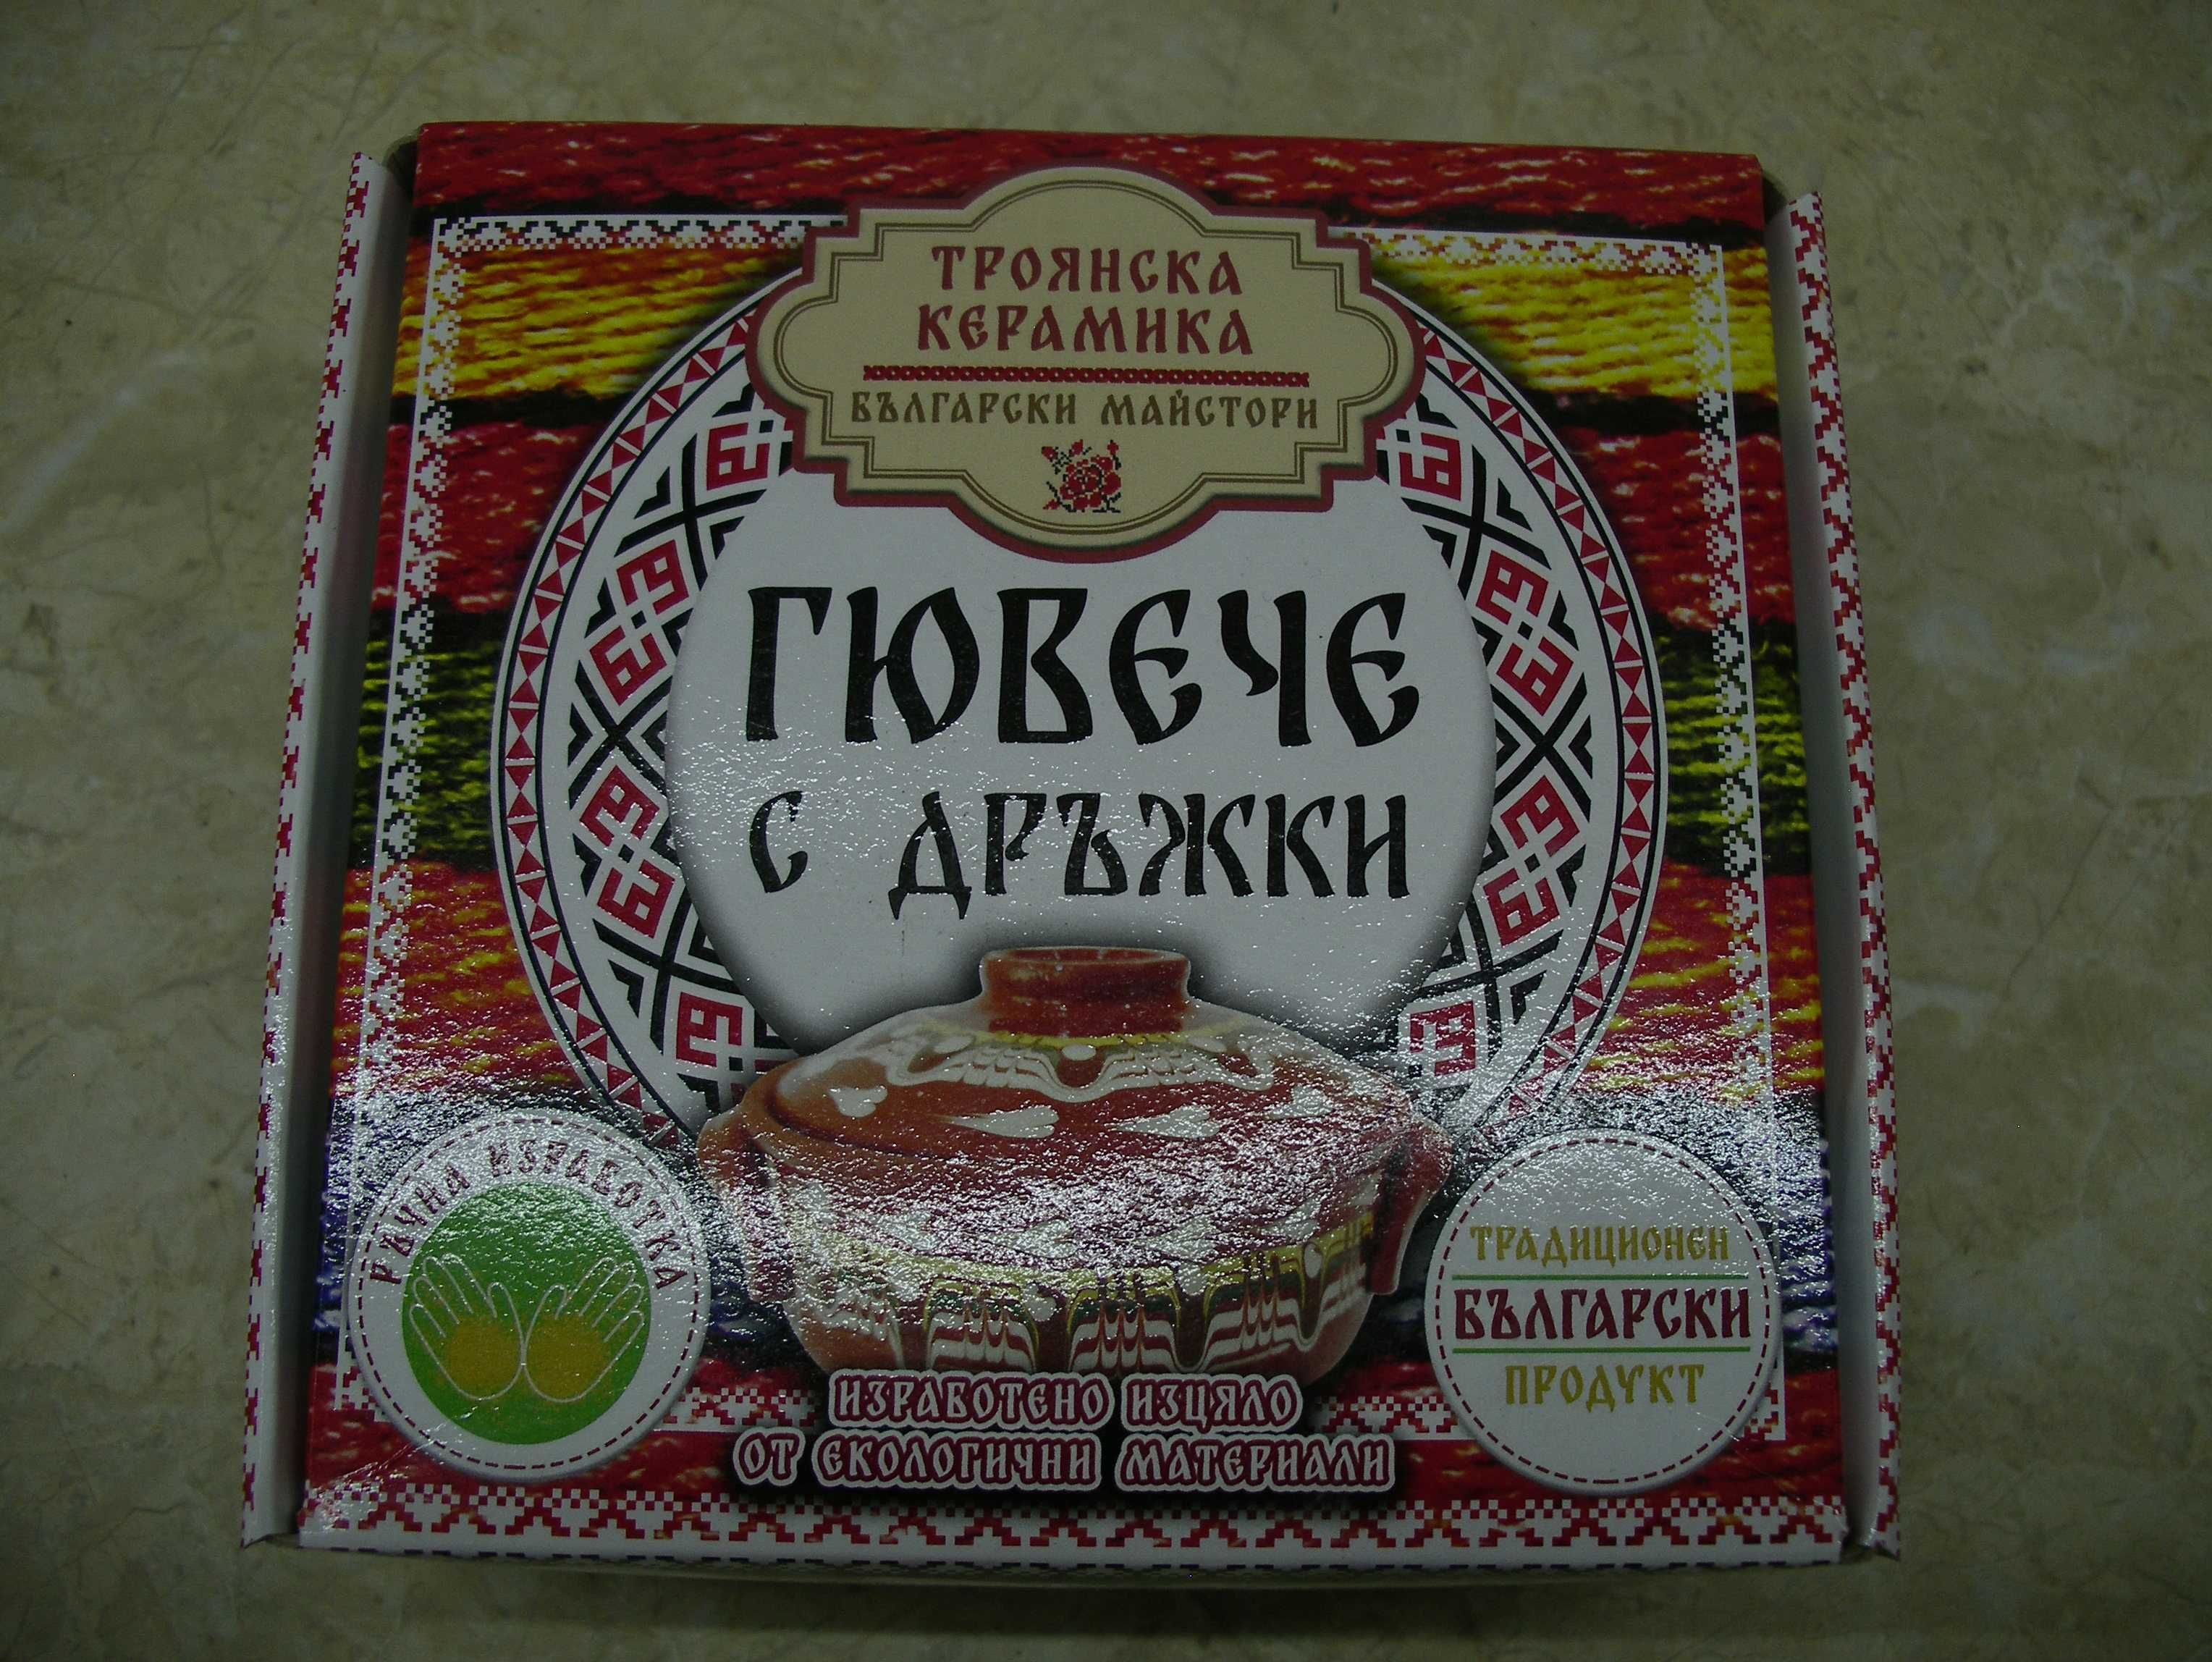 ТРОЯНСКА
КЕРАМИКА
БЪЛГАРСКИ МАЙСТОРИ
ГЮВЕЧЕ
С ДРЪЖКИ
РЪЧНА ИЗРАБОТКА
ТРАДИЦИОНЕН
БЪЛГАРСКИ
ПРОДУКТ
ИЗРАБОТЕНО ИЗЦЯЛО
ОТ ЕКОЛОГИЧНИ МАТЕРИАЛИ